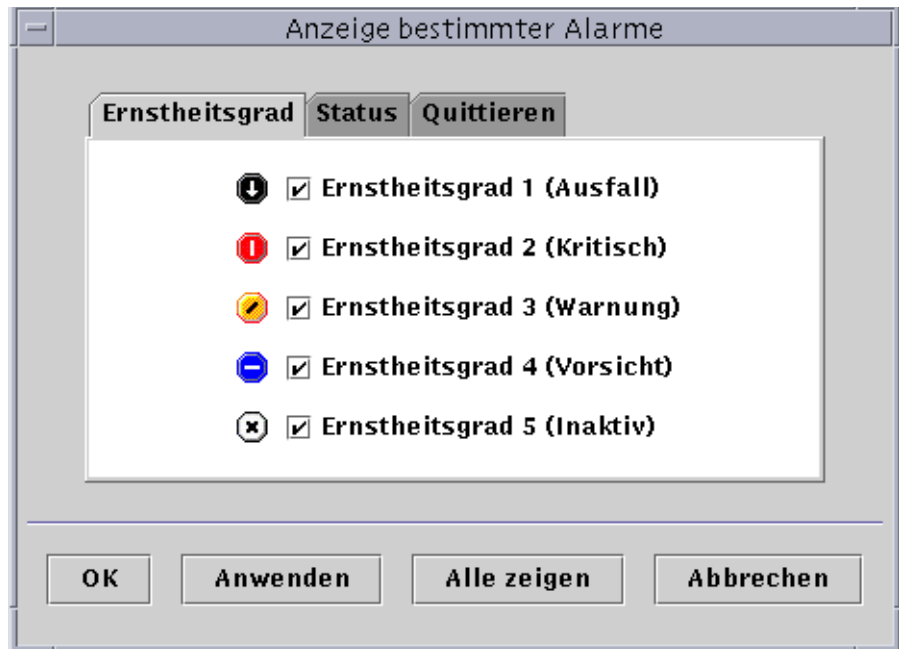 Anzeige bestimmter Alarme
Ernstheitsgrad Status Quittieren
Ernstheitsgrad 1 (Ausfall)
Ernstheitsgrad 2 (Kritisch)
Ernstheitsgrad 3 (Warnung)
Ernstheitsgrad 4 (Vorsicht)
Ernstheitsgrad 5 (Inaktiv)
OK Anwenden Alle zeigen Abbrechen